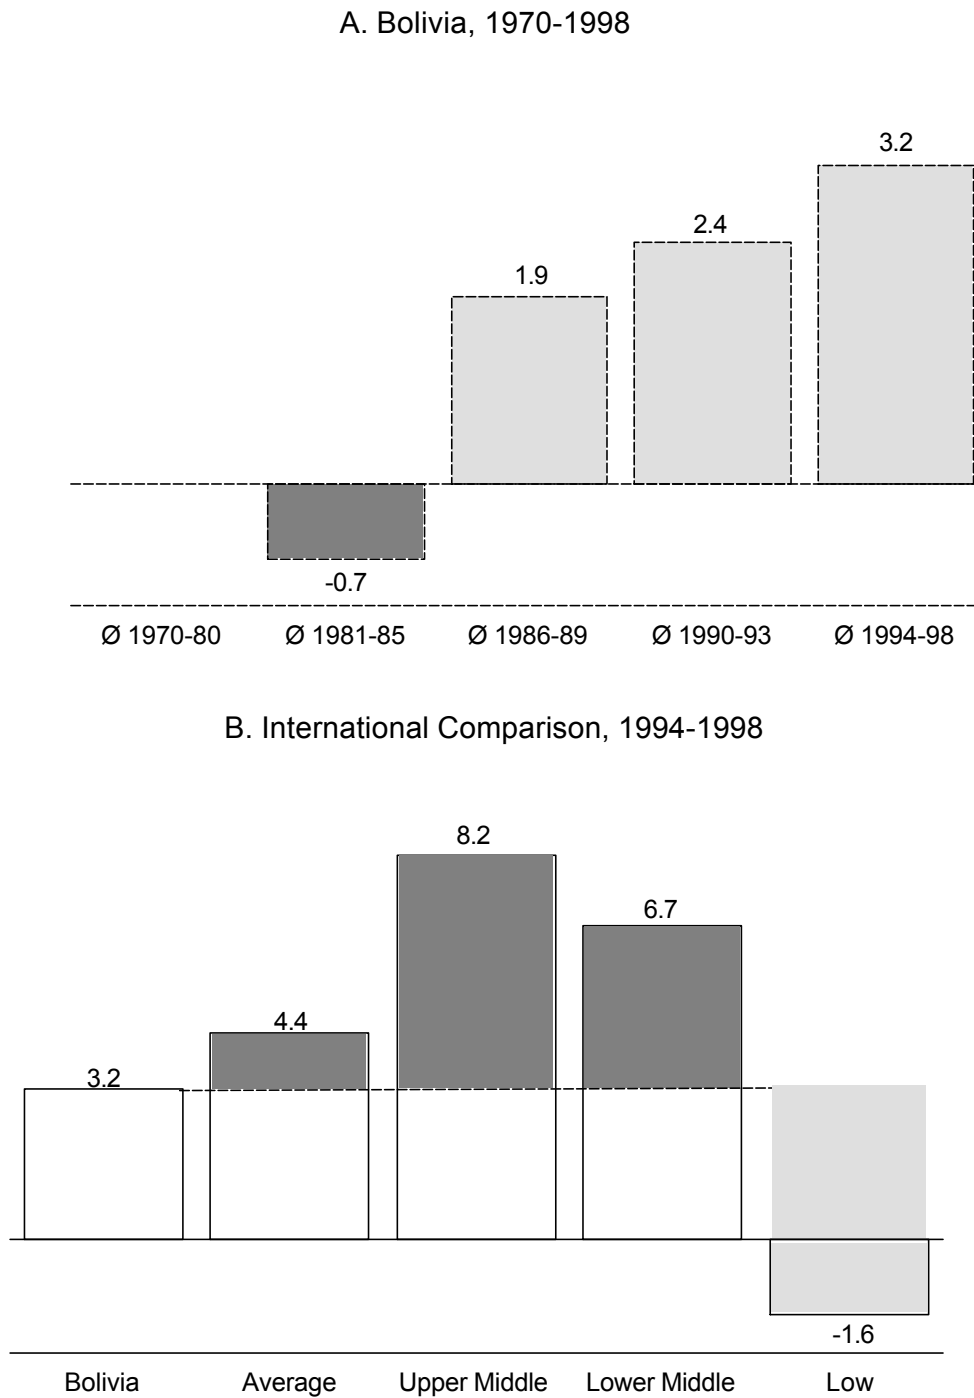 A. Bolivia, 1970-1998
3.2
2.4
1.9
-0.7
Ø 1970-80 Ø 1981-85 Ø 1986-89 Ø 1990-93 Ø 1994-98
B. International Comparison, 1994-1998
8.2
6.7
4.4
3.2
-1.6
Bolivia Average Upper Middle Lower Middle Low